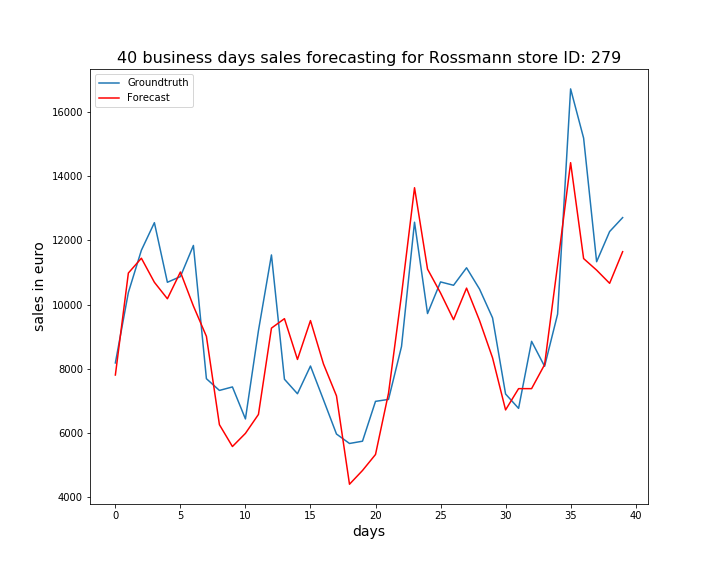 40 business days sales forecasting for Rossmann store ID: 279
Groundtruth
Forecast
16000
14000
12000
10000
8000
6000
4000
sales in euro
0 5 10 15 20 25 30 35 40
days